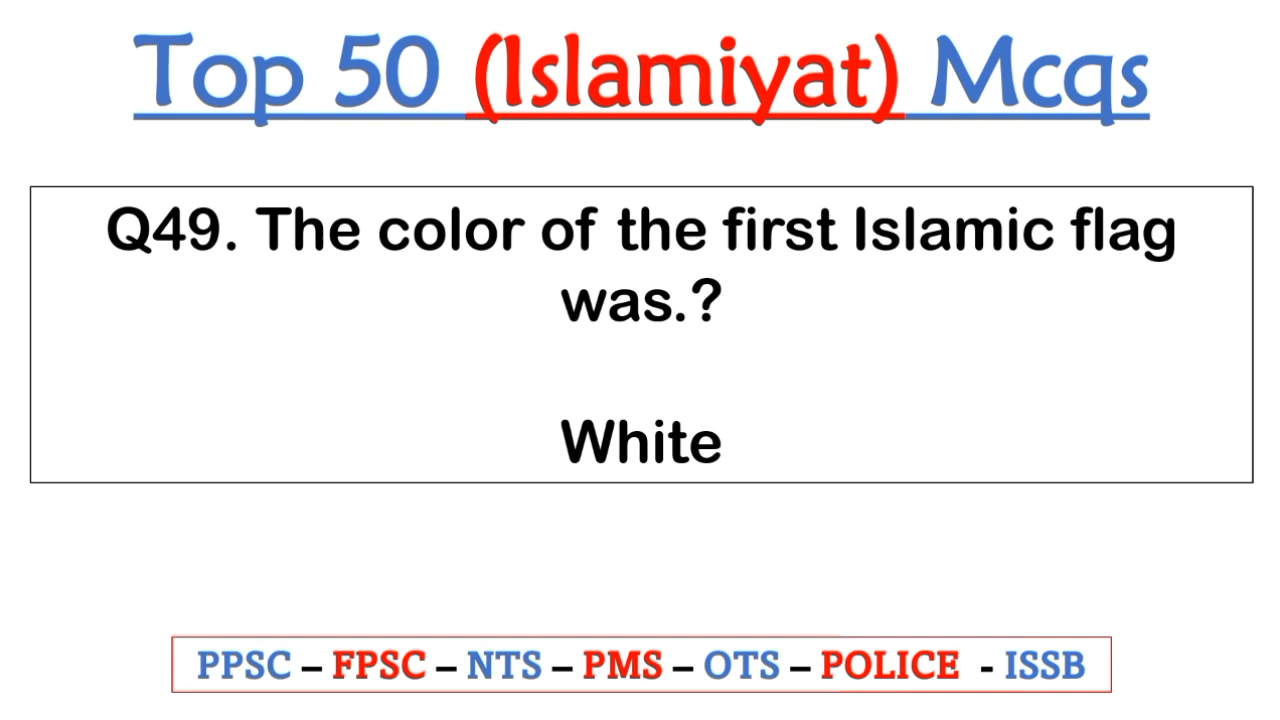 Top 50 (Islamiyat) Mcqs
Q49. The color of the first Islamic flag
was.?
White
PPSC – FPSC – NTS – PMS – OTS – POLICE - ISSB